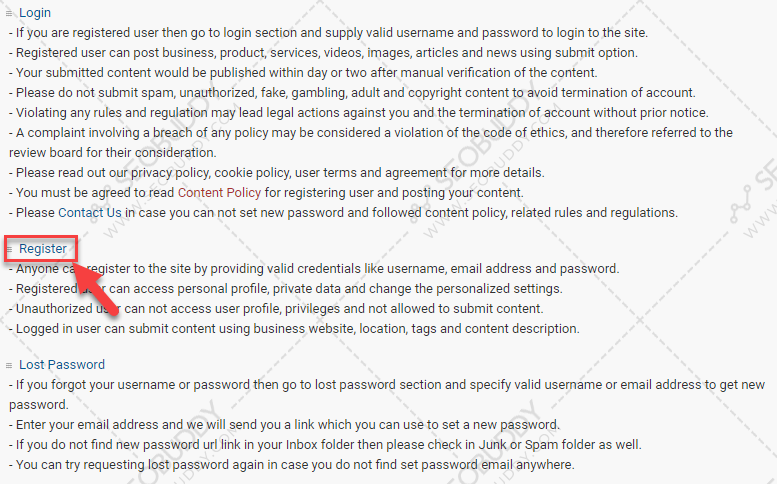 Login
- If you are registered user then go to login section and supply valid username and password to login to the site.
- Registered user can post business, product, services, videos, images, articles and news using submit option.
- Your submitted content would be published within day or two after manual verification of the content.
- Please do not submit spam, unauthorized, fake, gambling, adult and copyright content to avoid termination of account.
- Violating any rules and regulation may lead legal actions against you and the termination of account without prior notice.
- A complaint involving a breach of any policy may be considered a violation of the code of ethics, and therefore referred to the
review board for their consideration.
- Please read out our privacy policy, cookie policy, user terms and agreement for more details.
- You must be agreed to read Content Policy for registering user and posting your content.
- Please Contact Us in case you can not set new password and followed content policy, related rules and regulations.
Register
- Anyone can register to the site by providing valid credentials like username, email address and password.
- Registered user can access personal profile, private data and change the personalized settings.
- Unauthorized user can not access user profile, privileges and not allowed to submit content.
- Logged in user can submit content using business website, location, tags and content description.
Lost Password
- If you forgot your username or password then go to lost password section and specify valid username or email address to get new
password.
- Enter your email address and we will send you a link which you can use to set a new password.
- If you do not find new password url link in your Inbox folder then please check in Junk or Spam folder as well.
- You can try requesting lost password again in case you do not find set password email anywhere.
SEOBUDDY
WWW.SEOBUDDY.COM